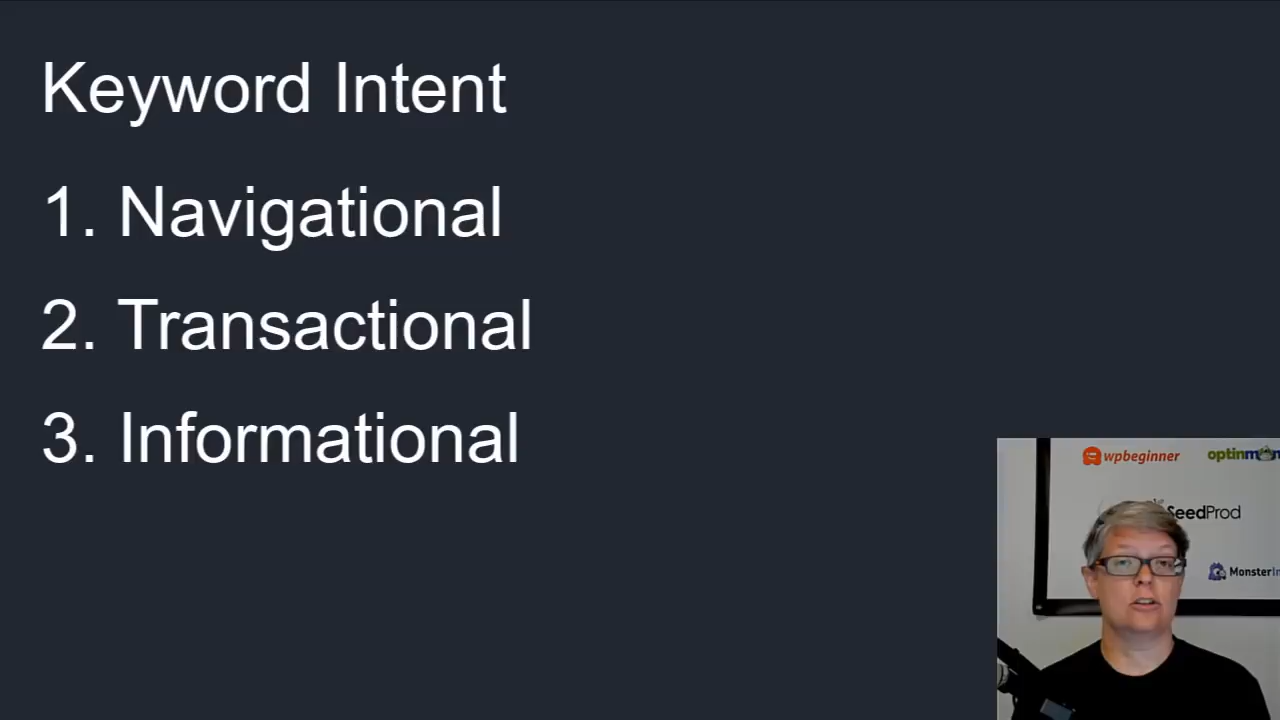 Keyword Intent
1. Navigational
2. Transactional
3. Informational
wpbeginner
optinm
SeedProd
MonsterIn